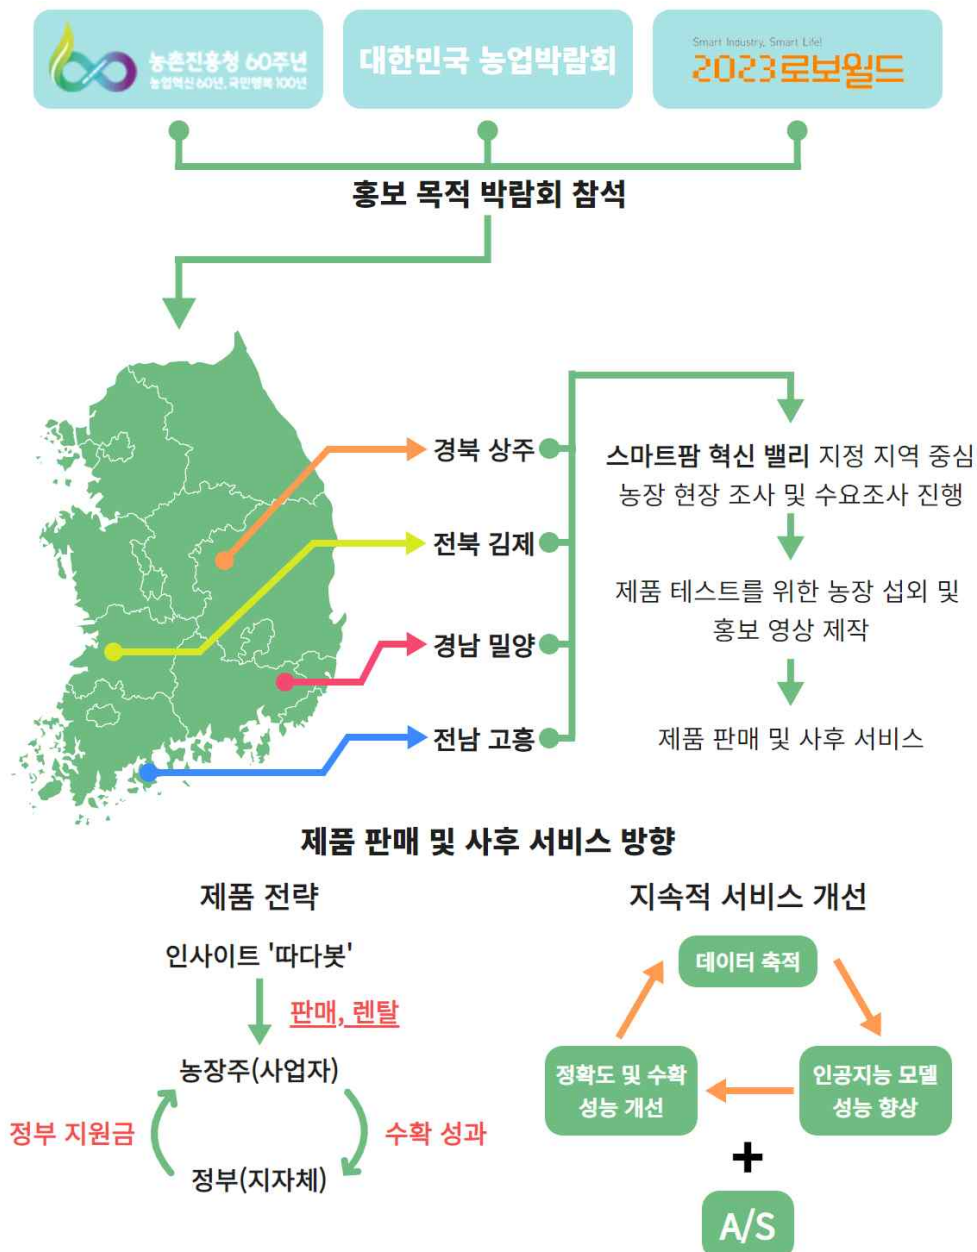 농촌진흥청 60주년
농업혁신 60년, 국민행복 100년
대한민국 농업박람회
Smart Industry, Smart Life!
2023로보월드
홍보 목적 박람회 참석
경북 상주
전북 김제
경남 밀양
전남 고흥
스마트팜 혁신 밸리 지정 지역 중심
농장 현장 조사 및 수요조사 진행
제품 테스트를 위한 농장 섭외 및
홍보 영상 제작
제품 판매 및 사후 서비스
제품 판매 및 사후 서비스 방향
제품 전략
인사이트 '따다봇'
판매, 렌탈
농장주(사업자)
정부 지원금
수확 성과
정부(지자체)
지속적 서비스 개선
데이터 축적
정확도 및 수확
성능 개선
인공지능 모델
성능 향상
+
A/S